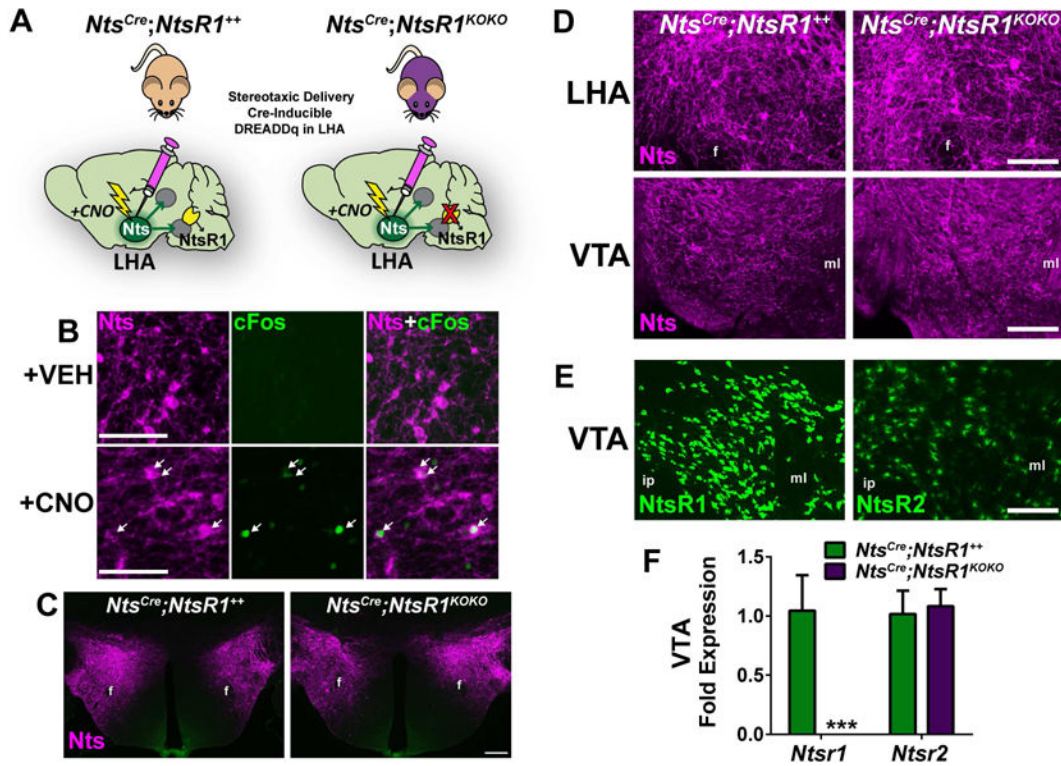 A
Nts^Cre;NtsR1^++
Nts^Cre;NtsR1^KOKO
Stereotaxic Delivery
Cre-Inducible
DREADDq in LHA
+CNO
Nts
NtsR1
LHA
+CNO
Nts
NtsR1
LHA
B
Nts
cFos
Nts+cFos
+VEH
+CNO
C
Nts^Cre;NtsR1^++
Nts^Cre;NtsR1^KOKO
f
f
f
f
Nts
D
Nts^Cre;NtsR1^++
Nts^Cre;NtsR1^KOKO
LHA
f
f
Nts
VTA
ml
ml
Nts
E
VTA
ip
ml
NtsR1
ip
ml
NtsR2
F
Nts^Cre;NtsR1^++
Nts^Cre;NtsR1^KOKO
VTA
Fold Expression
1.5
1.0
0.5
0.0
***
Ntsr1
Ntsr2